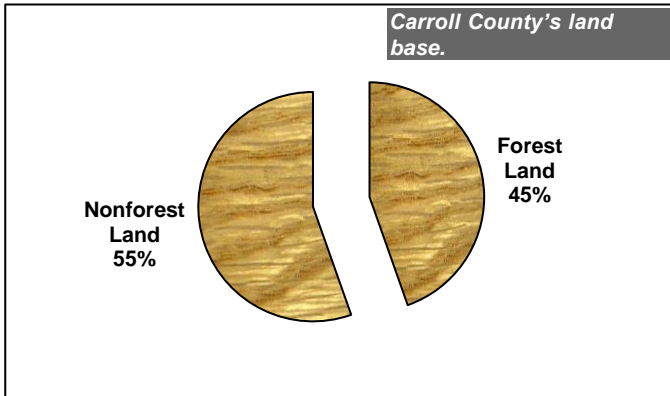 Carroll County's land
base.
Forest
Land
45%
Nonforest
Land
55%